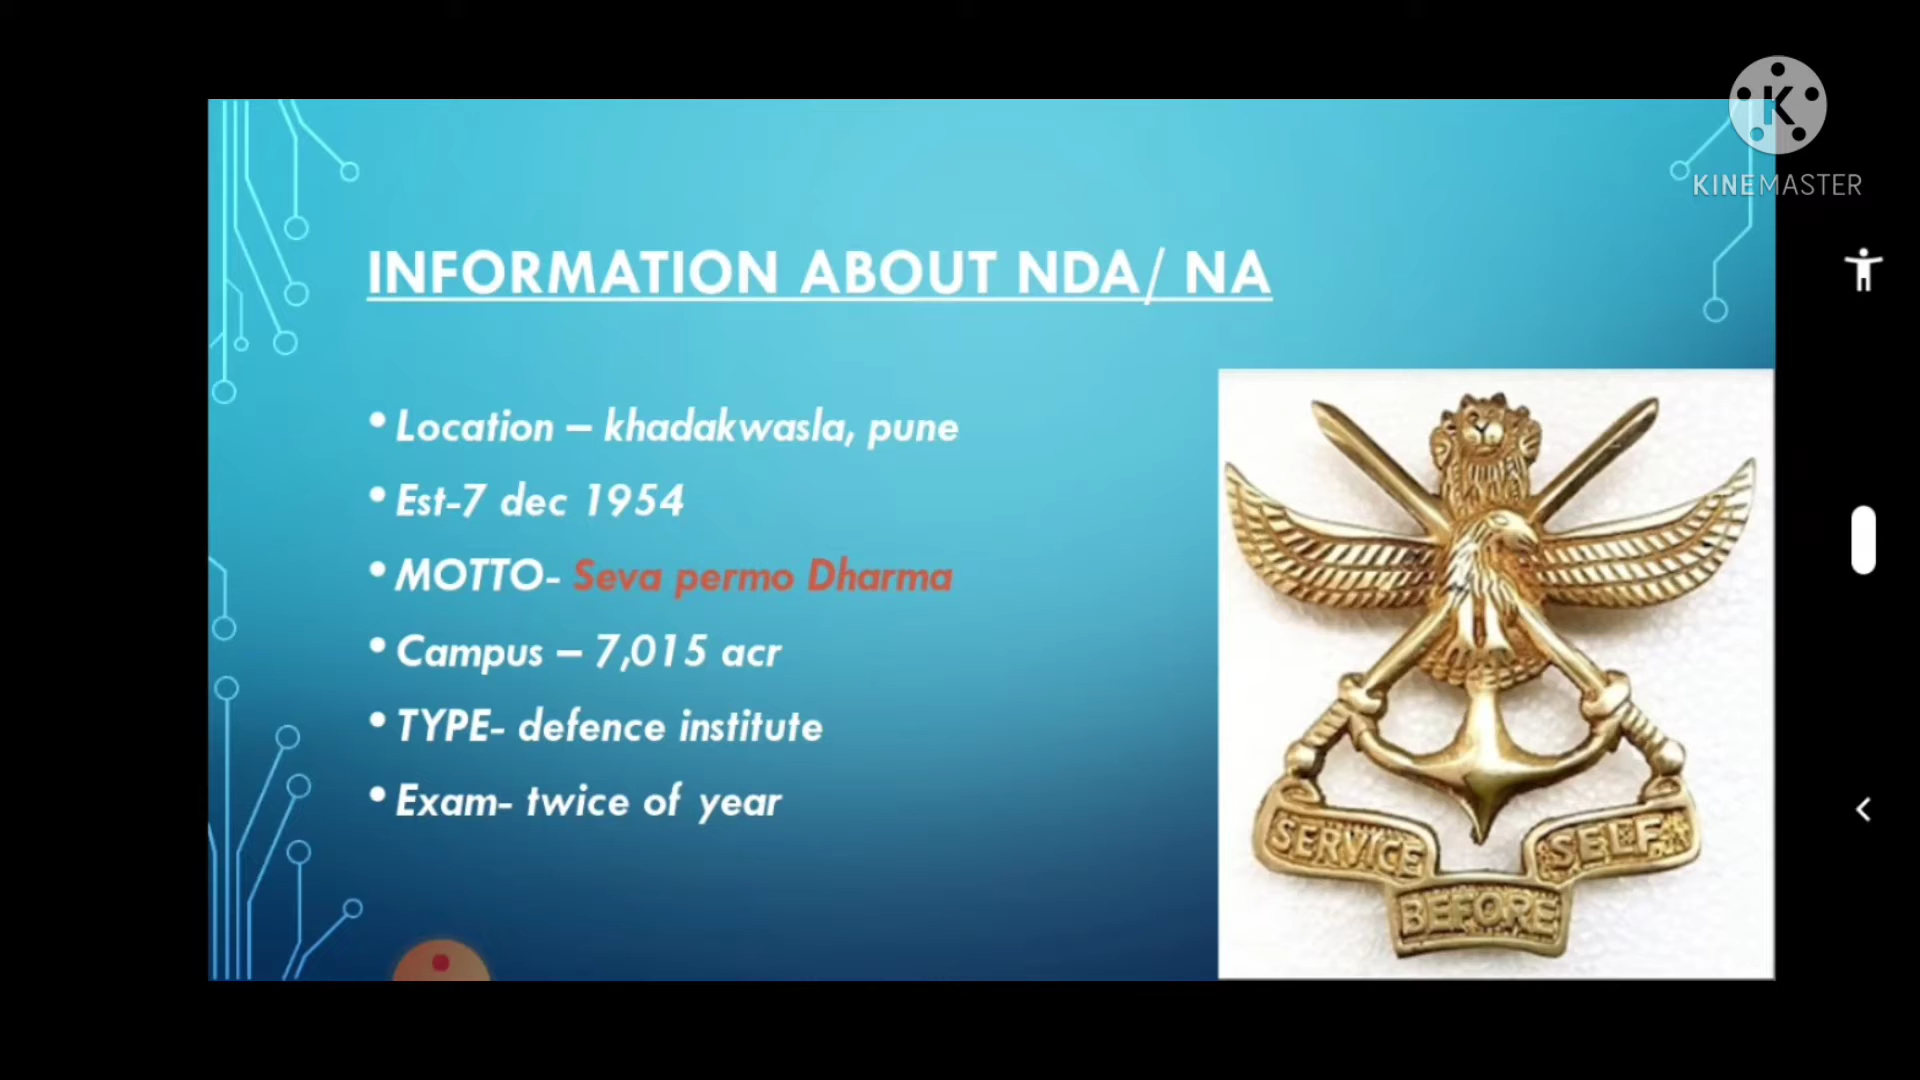 K
KINEMASTER
INFORMATION ABOUT NDA/ NA
• Location – khadakwasla, pune
• Est-7 dec 1954
• MOTTO- Seva permo Dharma
• Campus – 7,015 acr
• TYPE- defence institute
• Exam- twice of year
SERVICE SELF
BEFORE